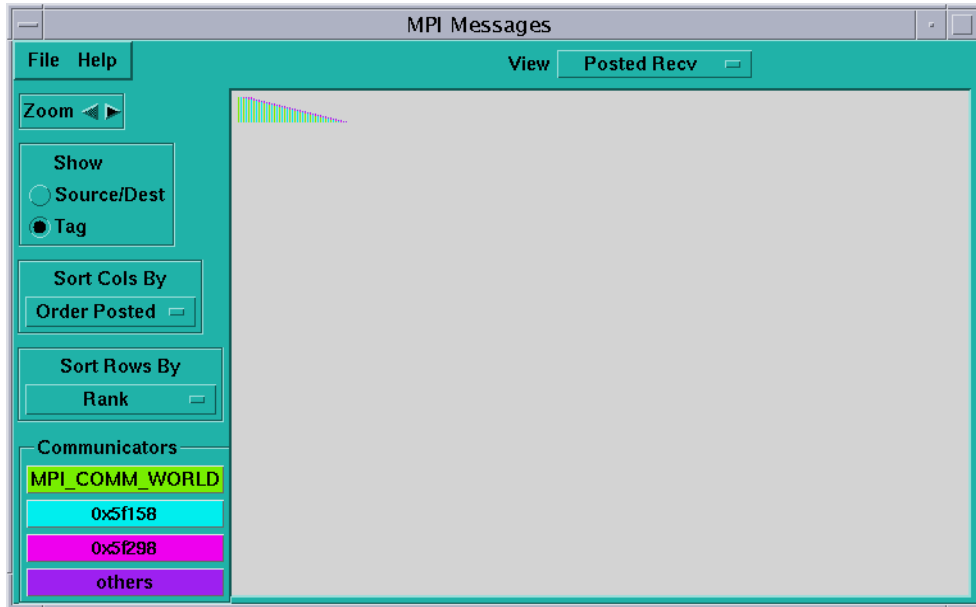 MPI Messages
File Help
View Posted Recv
Zoom
Show
Source/Dest
Tag
Sort Cols By
Order Posted
Sort Rows By
Rank
Communicators
MPI_COMM_WORLD
0x5f158
0x5f298
others